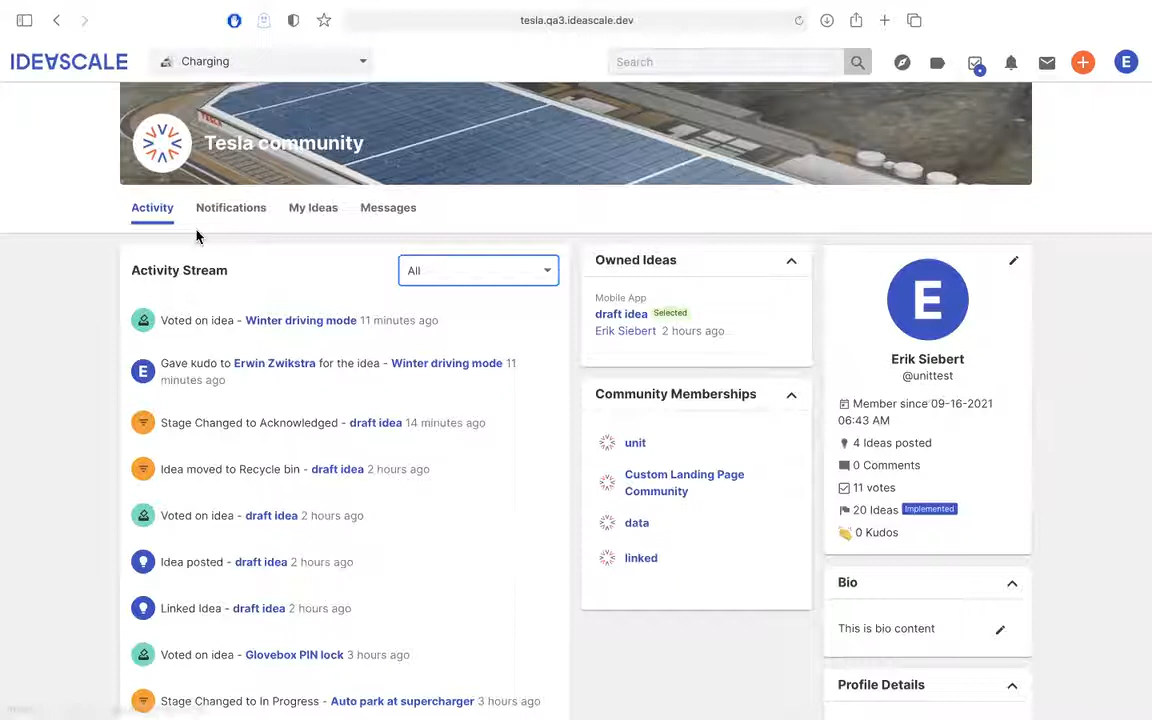 tesla.qa3.ideascale.dev
IDEASCALE
Charging
Search
E
TESLA
Tesla community
Activity
Notifications
My Ideas
Messages
Activity Stream
All
Voted on idea - Winter driving mode 11 minutes ago
E
Gave kudo to Erwin Zwikstra for the idea - Winter driving mode 11
minutes ago
Stage Changed to Acknowledged - draft idea 14 minutes ago
Idea moved to Recycle bin - draft idea 2 hours ago
Voted on idea - draft idea 2 hours ago
Idea posted - draft idea 2 hours ago
Linked Idea - draft idea 2 hours ago
Voted on idea - Glovebox PIN lock 3 hours ago
Stage Changed to In Progress - Auto park at supercharger 3 hours ago
Owned Ideas
Mobile App
draft idea Selected
Erik Siebert 2 hours ago
Community Memberships
unit
Custom Landing Page
Community
data
linked
E
Erik Siebert
@unittest
Member since 09-16-2021
06:43 AM
4 Ideas posted
0 Comments
11 votes
20 Ideas Implemented
0 Kudos
Bio
This is bio content
Profile Details